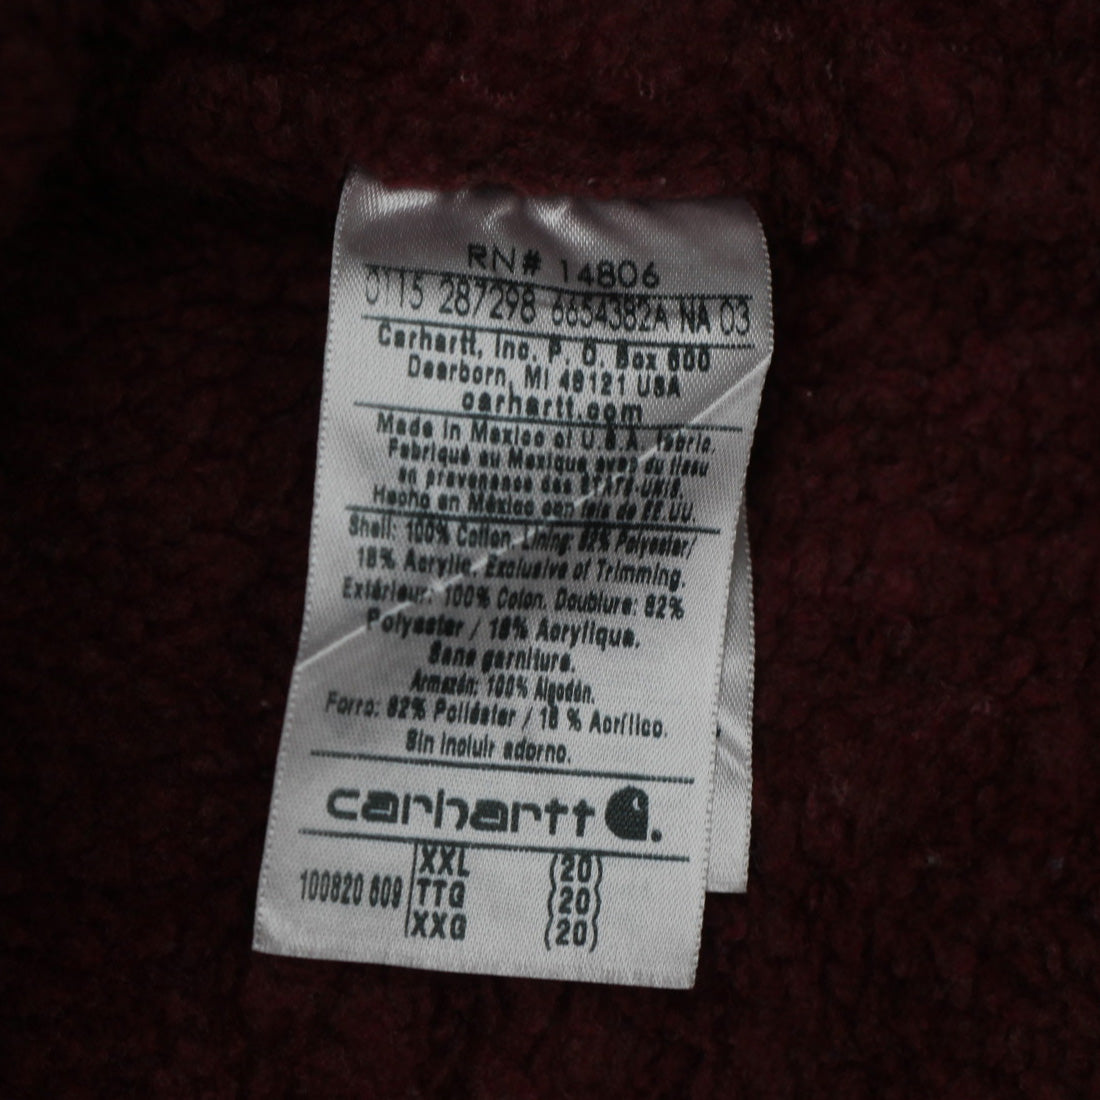 RN# 14806
0115 287298 6654382A NA 03
Carhartt, Inc. P. O. Box 600
Dearborn, MI 48121 USA
carhartt.com
Made in Mexico of U.S.A. fabric.
Fabriqué au Mexique avec du tissu
en provenance des ÉTATS-UNIS.
Hecho en México con tela de EE.UU.
Shell: 100% Cotton. Lining: 82% Polyester/
18% Acrylic. Exclusive of Trimming.
Extérieur: 100% Coton. Doublure: 82%
Polyester / 18% Acrylique.
Sans garniture.
Armazón: 100% Algodón.
Forro: 82% Poliéster / 18 % Acrílico.
Sin incluir adorno.
carhartt
100820 609
XXL (20)
TTG (20)
XXG (20)